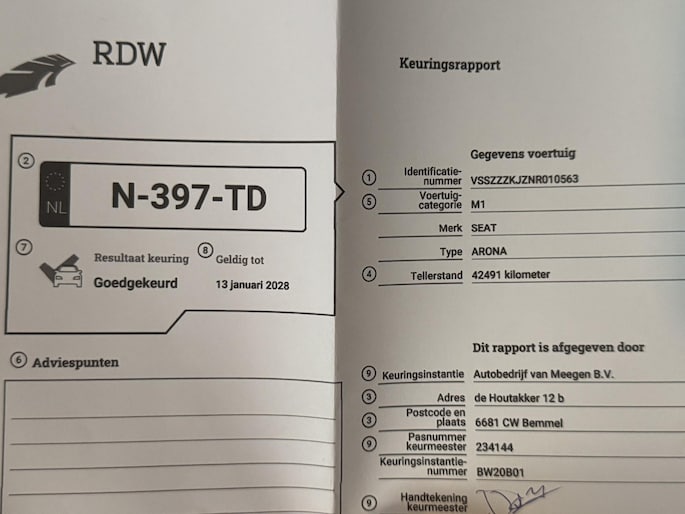 RDW
Keuringsrapport
2
NL
N-397-TD
7
Resultaat keuring
Goedgekeurd
8
Geldig tot
13 januari 2028
6 Adviespunten
Gegevens voertuig
1 Identificatie-
nummer VSSZZZKJZNR010563
5 Voertuig-
categorie M1
Merk SEAT
Type ARONA
4 Tellerstand 42491 kilometer
Dit rapport is afgegeven door
9 Keuringsinstantie Autobedrijf van Meegen B.V.
3 Adres de Houtakker 12 b
3 Postcode en
plaats 6681 CW Bemmel
9 Pasnummer
keurmeester 234144
Keuringsinstantie-
nummer BW20B01
9 Handtekening
keurmeester